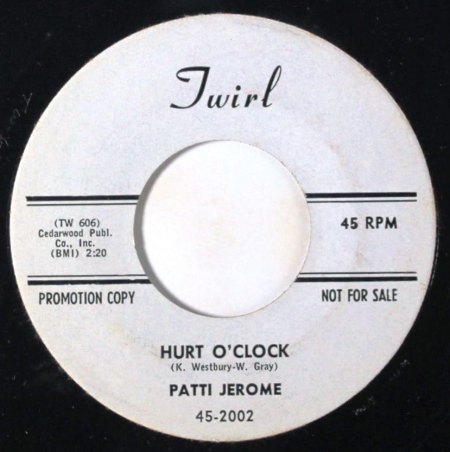 Twirl
(TW 606)
Cedarwood Publ.
Co., Inc.
(BMI) 2:20
45 RPM
PROMOTION COPY
NOT FOR SALE
HURT O'CLOCK
(K. Westbury-W. Gray)
PATTI JEROME
45-2002